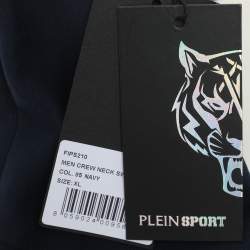 FIPS210
MEN CREW NECK
COL. 85 NAVY
SIZE: XL
PLEIN SPORT